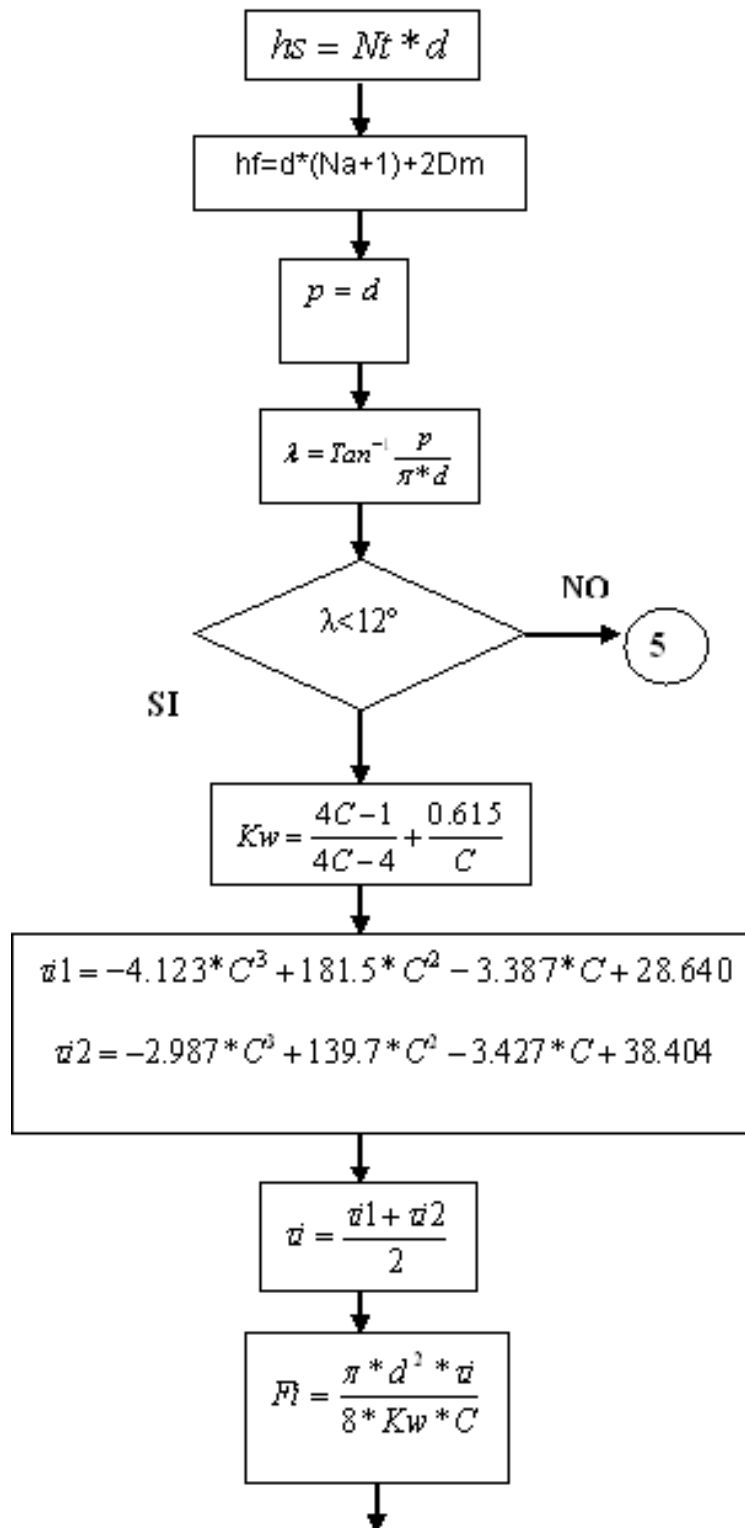 hs = Nt * d
hf=d*(Na+1)+2Dm
p = d
λ = Tan⁻¹ p / π * d
λ<12°
NO
5
SI
Kw = 4C − 1 / 4C − 4 + 0.615 / C
τi1 = −4.123 * C³ + 181.5 * C² − 3.387 * C + 28.640
τi2 = −2.987 * C³ + 139.7 * C² − 3.427 * C + 38.404
τi = τi1 + τi2 / 2
Fi = π * d² * τi / 8 * Kw * C